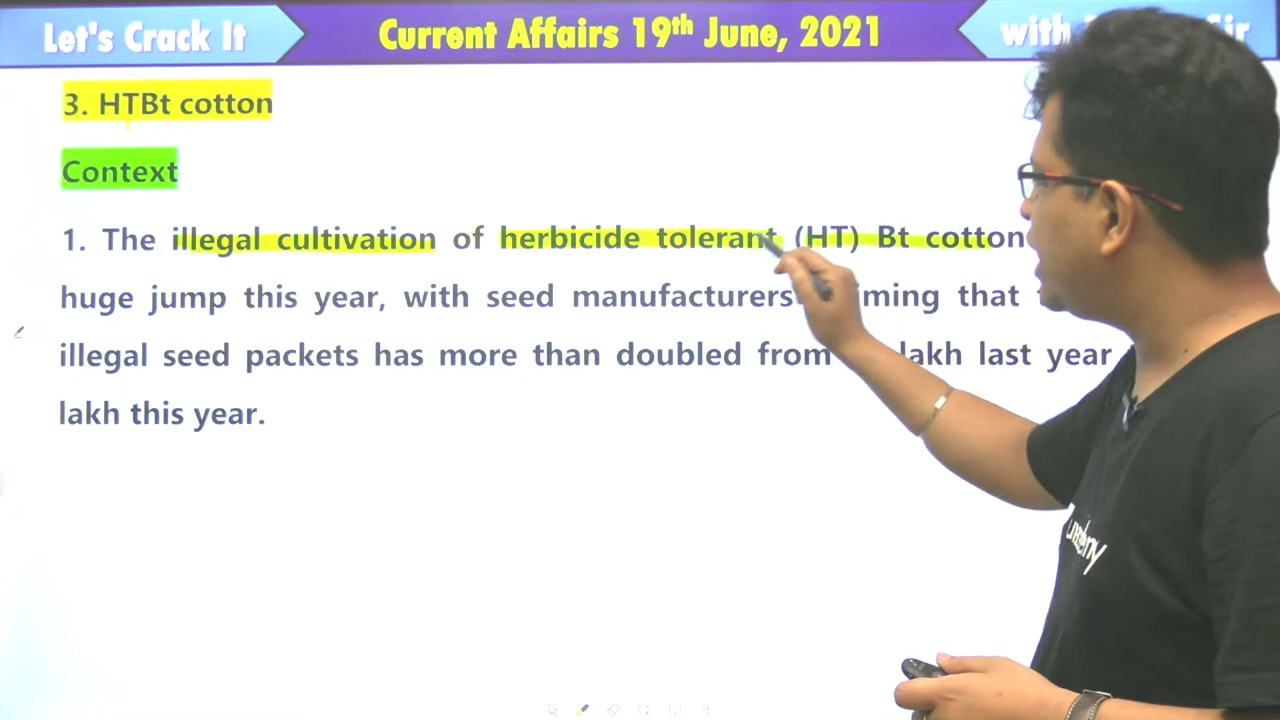 Let's Crack It
Current Affairs 19th June, 2021
with
3. HTBt cotton
Context
1. The illegal cultivation of herbicide tolerant (HT) Bt cotton
huge jump this year, with seed manufacturers that
illegal seed packets has more than doubled from lakh last year
lakh this year.